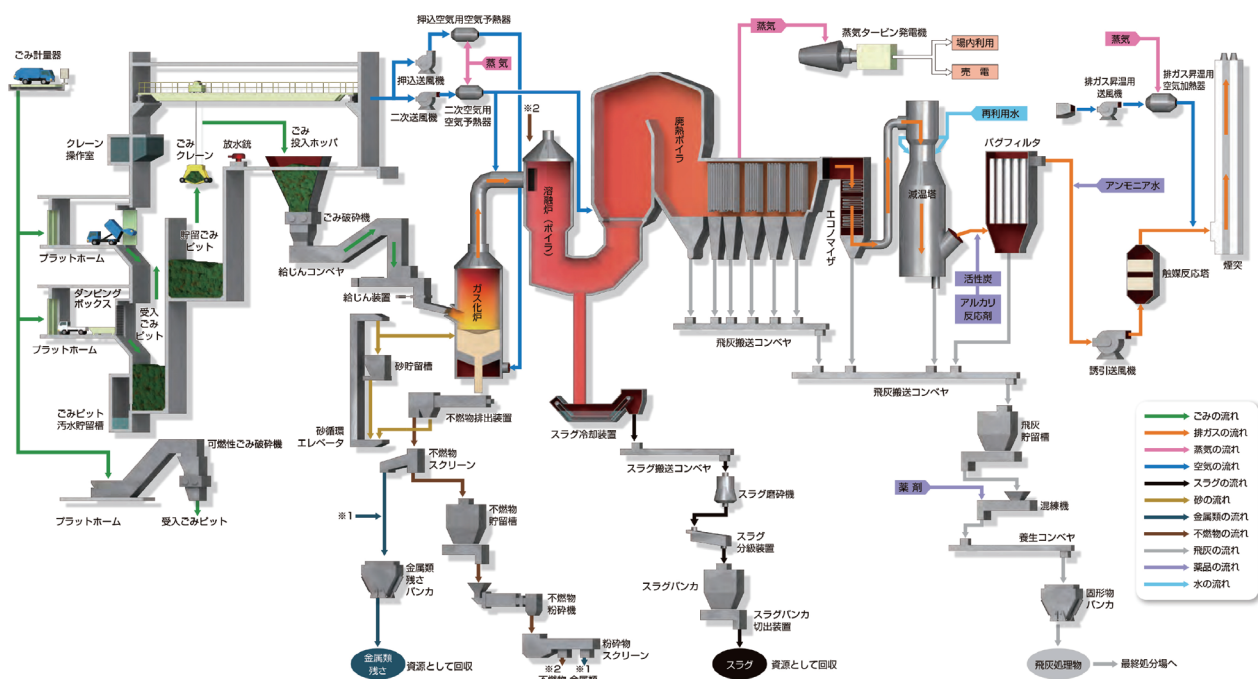 ごみ計量器
クレーン
操作室
ごみ
クレーン
放水銃
ごみ
投入ホッパ
ごみ破砕機
給じんコンベヤ
給じん装置
プラットホーム
貯留ごみ
ピット
ダンピング
ボックス
受入
ごみ
ピット
プラットホーム
ごみピット
汚水貯留槽
可燃性ごみ破砕機
プラットホーム
受入ごみピット
押込空気用空気予熱器
押込送風機
蒸気
二次送風機
二次空気用
空気予熱器
※2
ガス化炉
溶融炉(ボイラ)
廃熱ボイラ
砂貯留槽
砂循環
エレベータ
不燃物排出装置
不燃物
スクリーン
※1
不燃物
貯留槽
金属類
残さ
バンカ
不燃物
粉砕機
粉砕物
スクリーン
※2
※1
不燃物
金属類
金属類
残さ
資源として回収
スラグ冷却装置
スラグ搬送コンベヤ
スラグ磨砕機
スラグ
分級装置
スラグバンカ
スラグバンカ
切出装置
スラグ
資源として回収
蒸気
蒸気タービン発電機
場内利用
売電
エコノマイザ
減温塔
再利用水
バグフィルタ
活性炭
アルカリ
反応剤
アンモニア水
蒸気
排ガス昇温用
送風機
排ガス昇温用
空気加熱器
煙突
触媒反応塔
誘引送風機
飛灰搬送コンベヤ
飛灰搬送コンベヤ
飛灰
貯留槽
薬剤
混練機
養生コンベヤ
固形物
バンカ
飛灰処理物
最終処分場へ
ごみの流れ
排ガスの流れ
蒸気の流れ
空気の流れ
スラグの流れ
砂の流れ
金属類の流れ
不燃物の流れ
飛灰の流れ
薬品の流れ
水の流れ